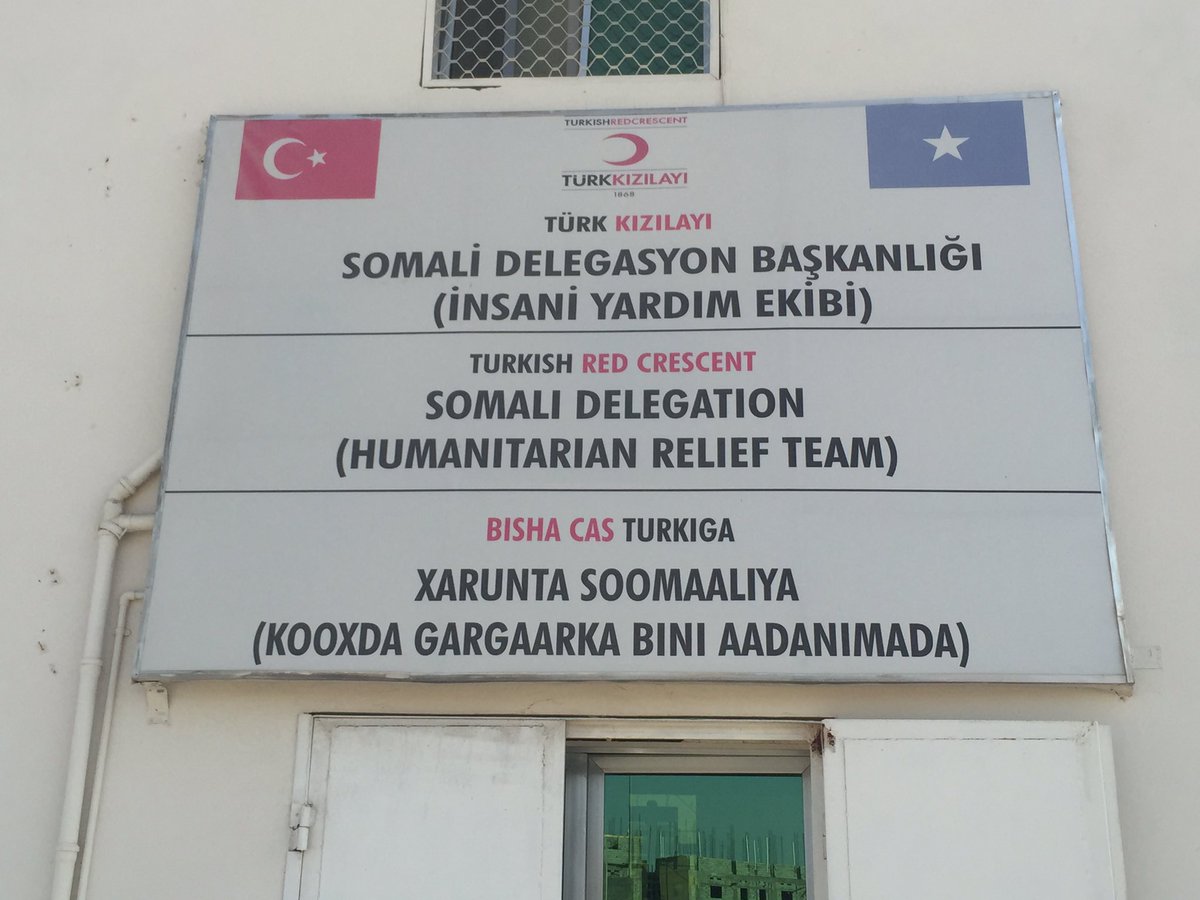 TURKISHREDCRESCENT
TÜRKKIZILAYI
1868
TÜRK KIZILAYI
SOMALİ DELEGASYON BAŞKANLIĞI
(İNSANİ YARDIM EKİBİ)
TURKISH RED CRESCENT
SOMALI DELEGATION
(HUMANITARIAN RELIEF TEAM)
BISHA CAS TURKIGA
XARUNTA SOOMAALIYA
(KOOXDA GARGAARKA BINI AADANIMADA)